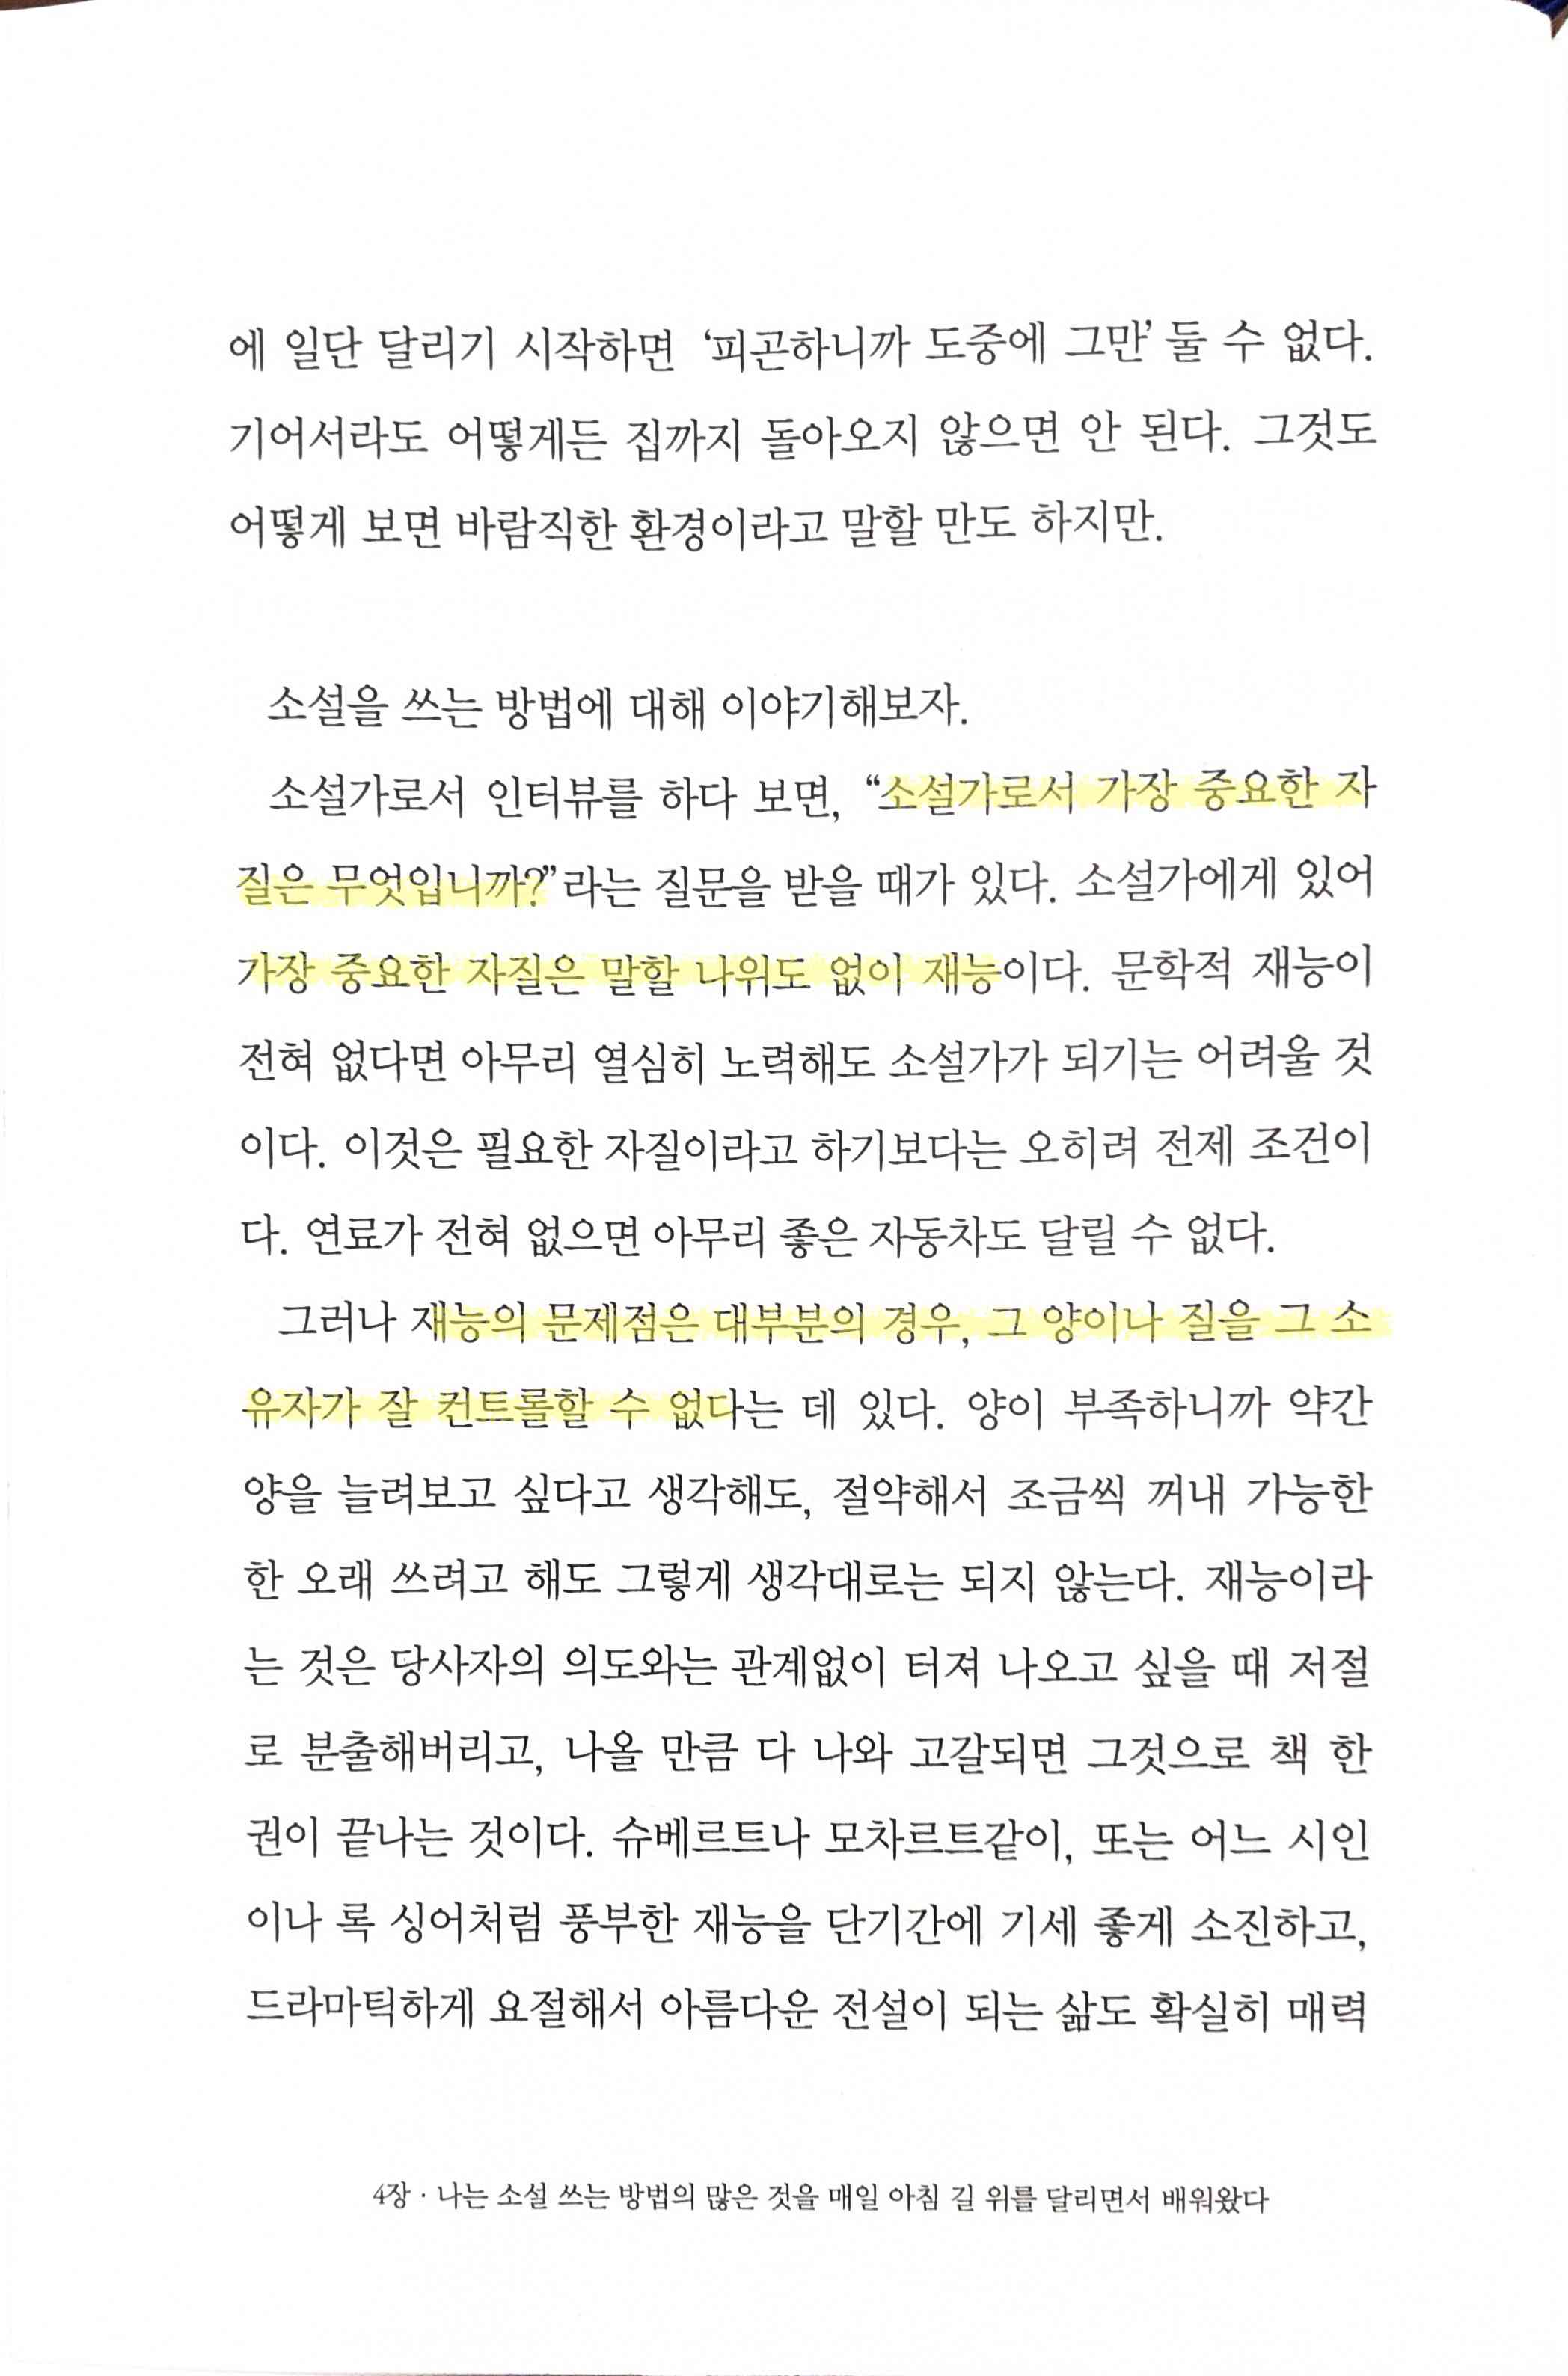 에 일단 달리기 시작하면 ‘피곤하니까 도중에 그만’ 둘 수 없다.
기어서라도 어떻게든 집까지 돌아오지 않으면 안 된다. 그것도
어떻게 보면 바람직한 환경이라고 말할 만도 하지만.
소설을 쓰는 방법에 대해 이야기해보자.
소설가로서 인터뷰를 하다 보면, “소설가로서 가장 중요한 자
질은 무엇입니까?”라는 질문을 받을 때가 있다. 소설가에게 있어
가장 중요한 자질은 말할 나위도 없이 재능이다. 문학적 재능이
전혀 없다면 아무리 열심히 노력해도 소설가가 되기는 어려울 것
이다. 이것은 필요한 자질이라고 하기보다는 오히려 전제 조건이
다. 연료가 전혀 없으면 아무리 좋은 자동차도 달릴 수 없다.
그러나 재능의 문제점은 대부분의 경우, 그 양이나 질을 그 소
유자가 잘 컨트롤할 수 없다는 데 있다. 양이 부족하니까 약간
양을 늘려보고 싶다고 생각해도, 절약해서 조금씩 꺼내 가능한
한 오래 쓰려고 해도 그렇게 생각대로는 되지 않는다. 재능이라
는 것은 당사자의 의도와는 관계없이 터져 나오고 싶을 때 저절
로 분출해버리고, 나올 만큼 다 나와 고갈되면 그것으로 책 한
권이 끝나는 것이다. 슈베르트나 모차르트같이, 또는 어느 시인
이나 록 싱어처럼 풍부한 재능을 단기간에 기세 좋게 소진하고,
드라마틱하게 요절해서 아름다운 전설이 되는 삶도 확실히 매력
4장 · 나는 소설 쓰는 방법의 많은 것을 매일 아침 길 위를 달리면서 배워왔다